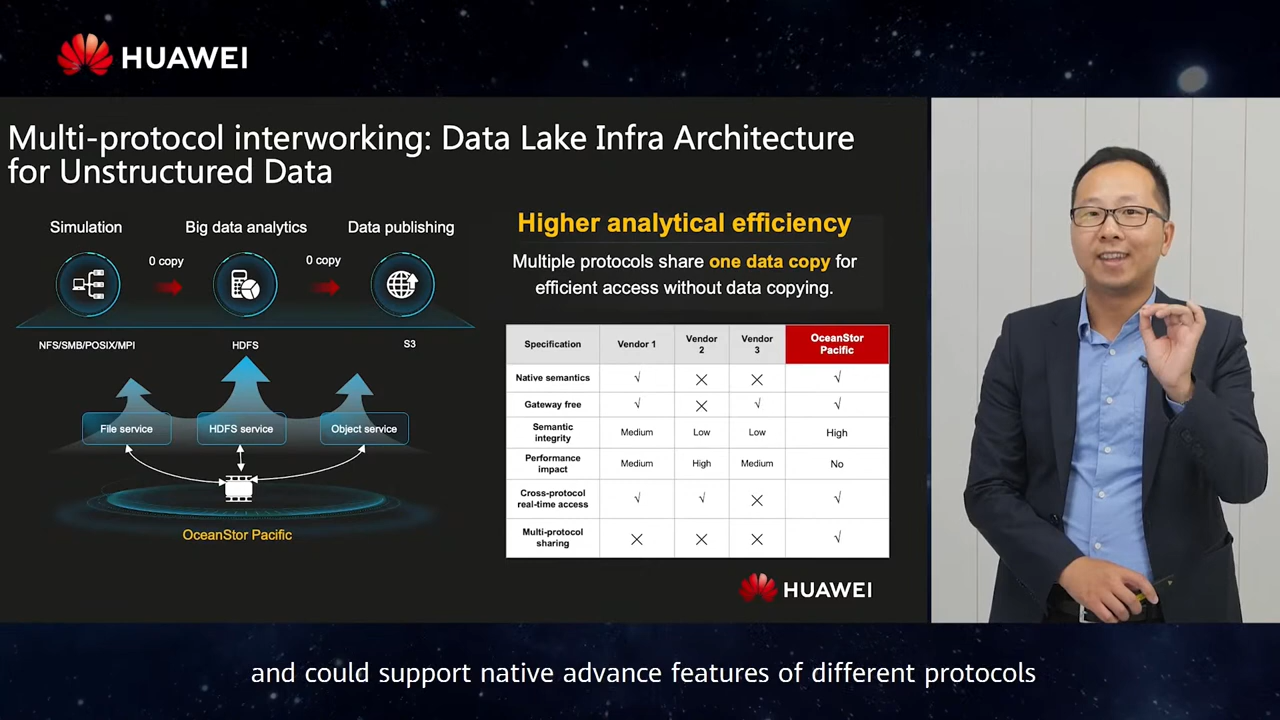 HUAWEI
Multi-protocol interworking: Data Lake Infra Architecture
for Unstructured Data
Simulation
Big data analytics
Data publishing
0 copy
0 copy
NFS/SMB/POSIX/MPI
HDFS
S3
File service
HDFS service
Object service
OceanStor Pacific
Higher analytical efficiency
Multiple protocols share one data copy for
efficient access without data copying.
Specification Vendor 1 Vendor 2 Vendor 3 OceanStor Pacific
Native semantics √ × × √
Gateway free √ × √ √
Semantic integrity Medium Low Low High
Performance impact Medium High Medium No
Cross-protocol real-time access √ √ × √
Multi-protocol sharing × × × √
HUAWEI
and could support native advance features of different protocols